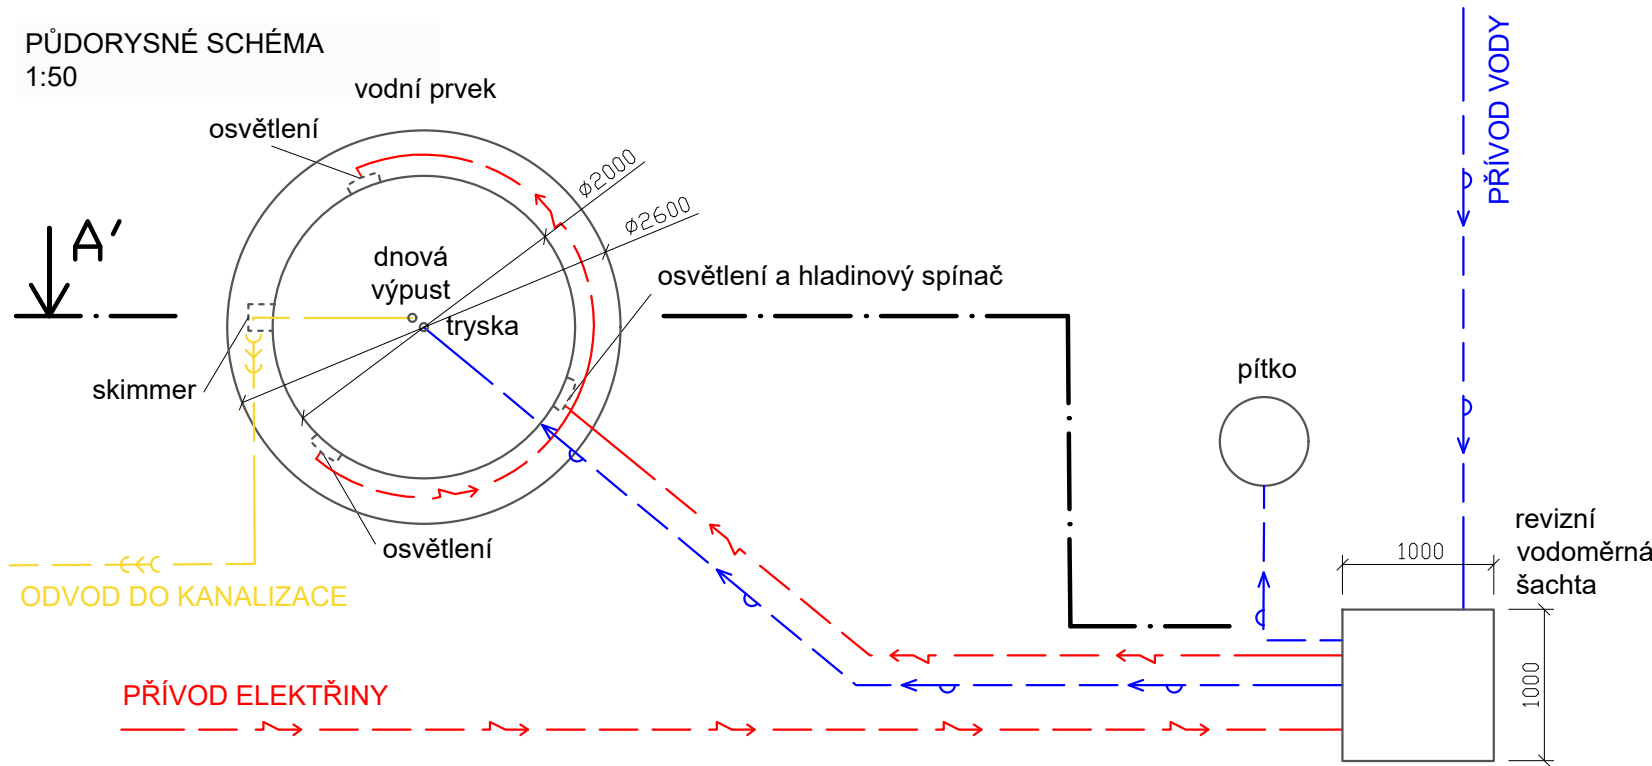 PŮDORYSNÉ SCHÉMA
1:50
vodní prvek
osvětlení
Ø2000
Ø2600
A'
dnová
výpust
tryska
osvětlení a hladinový spínač
skimmer
osvětlení
ODVOD DO KANALIZACE
PŘÍVOD ELEKTŘINY
PŘÍVOD VODY
pítko
revizní
vodoměrná
šachta
1000
1000